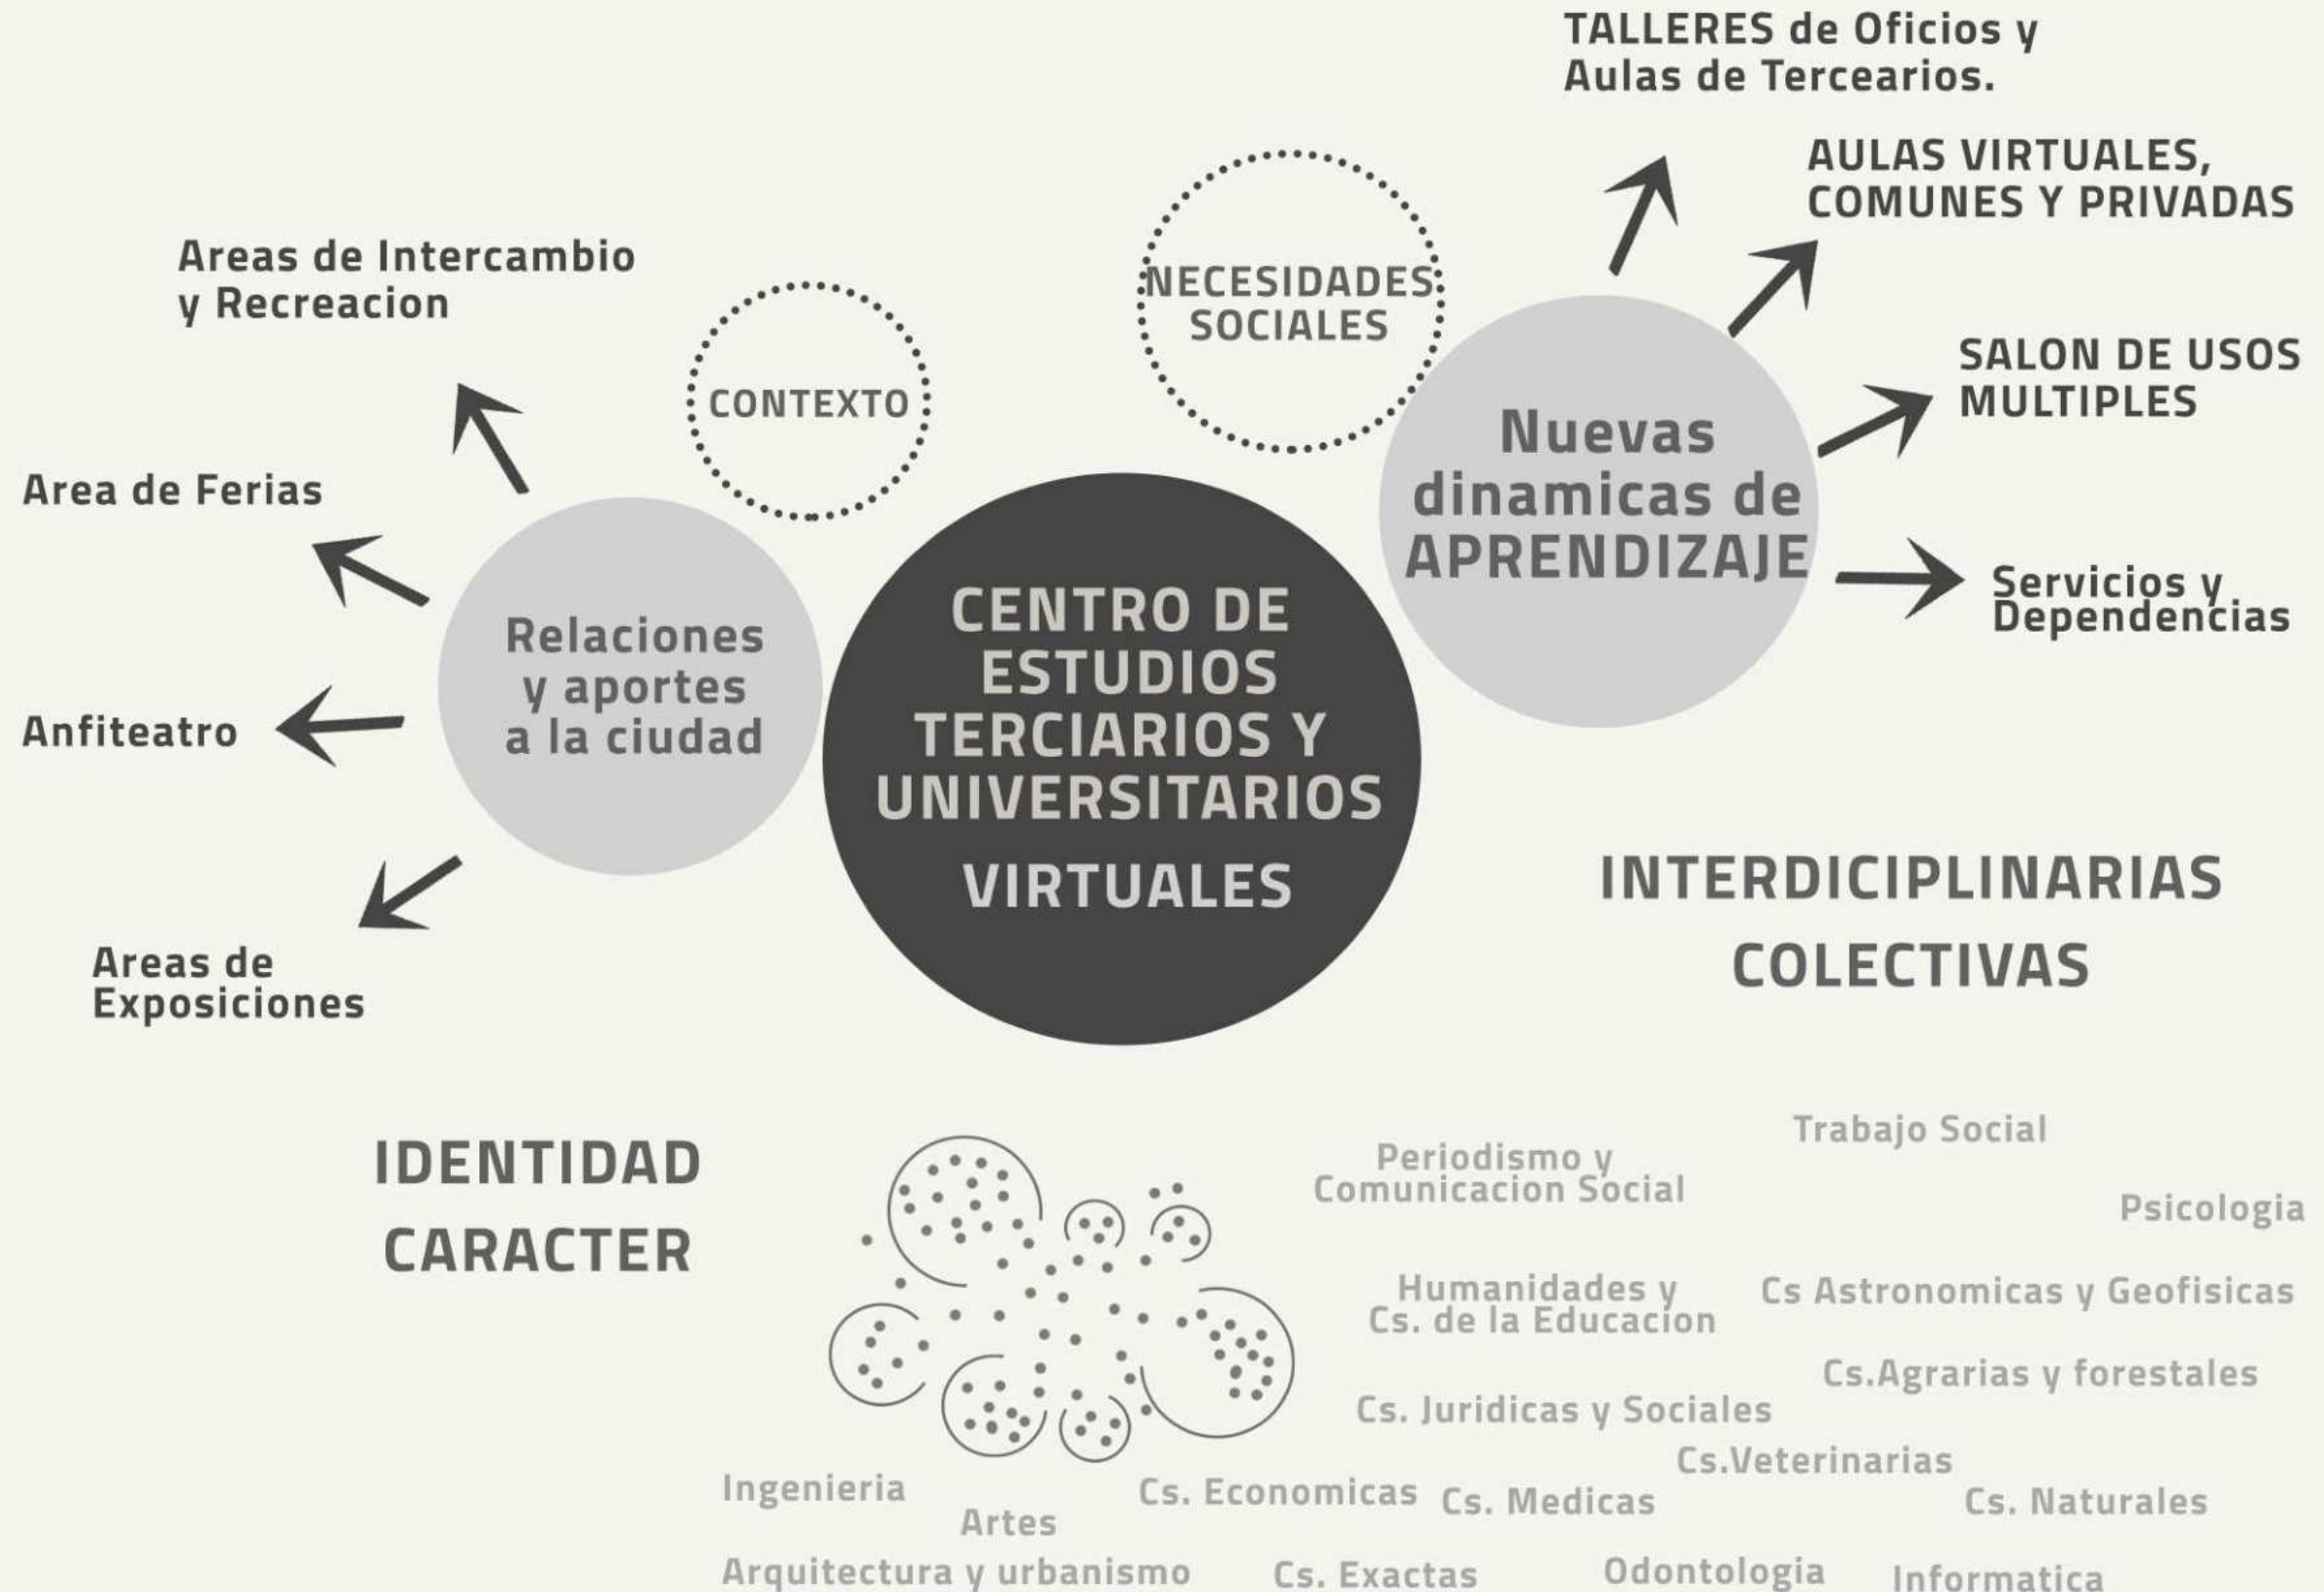 TALLERES de Oficios y
Aulas de Tercearios.
AULAS VIRTUALES,
COMUNES Y PRIVADAS
Areas de Intercambio
y Recreacion
NECESIDADES
SOCIALES
CONTEXTO
SALON DE USOS
MULTIPLES
Nuevas
dinamicas de
APRENDIZAJE
Area de Ferias
Servicios y
Dependencias
Relaciones
y aportes
a la ciudad
Anfiteatro
CENTRO DE
ESTUDIOS
TERCIARIOS Y
UNIVERSITARIOS
VIRTUALES
INTERDICIPLINARIAS
COLECTIVAS
Areas de
Exposiciones
IDENTIDAD
CARACTER
Trabajo Social
Periodismo y
Comunicacion Social
Psicologia
Humanidades y
Cs. de la Educacion
Cs Astronomicas y Geofisicas
Cs.Agrarias y forestales
Cs. Juridicas y Sociales
Cs.Veterinarias
Ingenieria
Cs. Economicas
Cs. Medicas
Cs. Naturales
Artes
Arquitectura y urbanismo
Cs. Exactas
Odontologia
Informatica